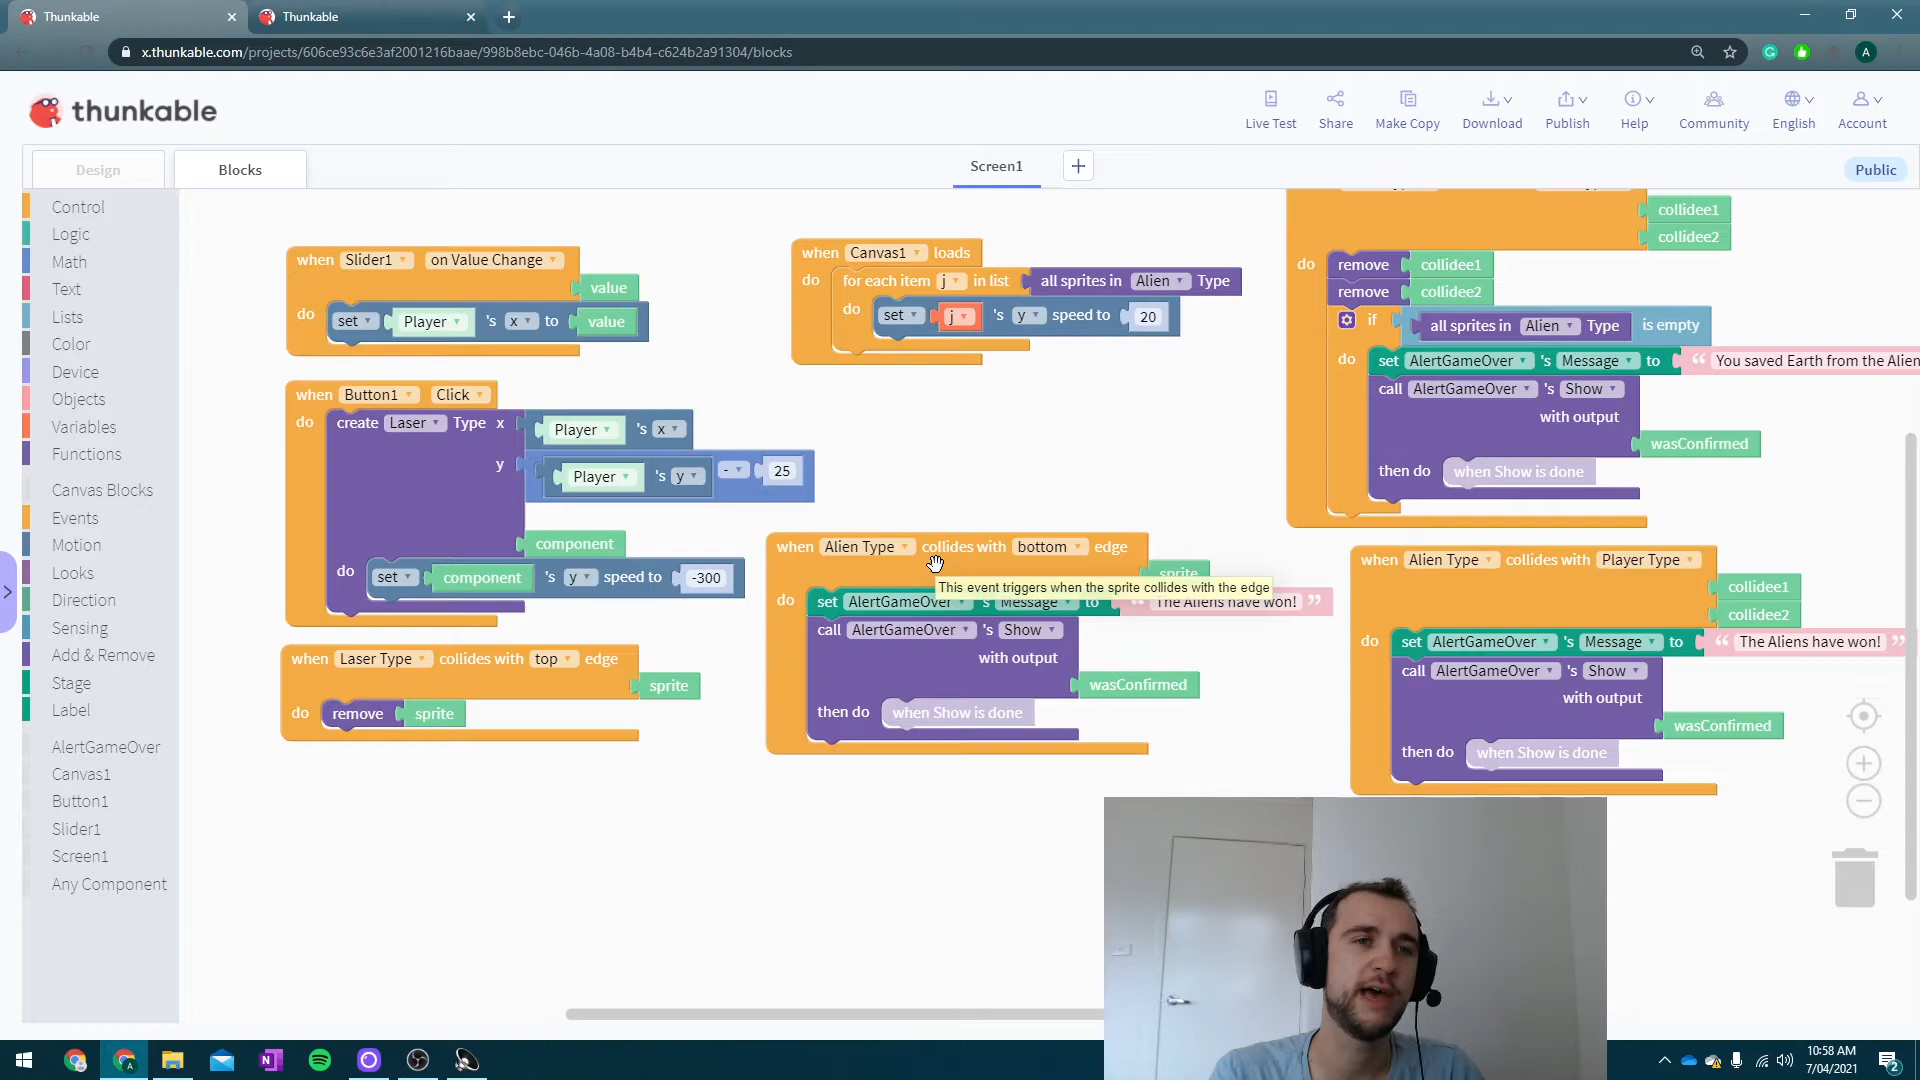 Thunkable
Thunkable
x.thunkable.com/projects/606ce93c6e3af2001216baae/998b8ebc-046b-4a08-b4b4-c624b2a91304/blocks
A
thunkable
Live Test
Share
Make Copy
Download
Publish
Help
Community
English
Account
Design
Blocks
Screen1
Public
Control
Logic
Math
Text
Lists
Color
Device
Objects
Variables
Functions
Canvas Blocks
Events
Motion
Looks
Direction
Sensing
Add & Remove
Stage
Label
AlertGameOver
Canvas1
Button1
Slider1
Screen1
Any Component
when Slider1 on Value Change
value
do set Player 's x to value
when Button1 Click
do create Laser Type x Player 's x
y Player 's y - 25
component
do set component 's y speed to -300
when Laser Type collides with top edge
sprite
do remove sprite
when Canvas1 loads
do for each item j in list all sprites in Alien Type
do set j 's y speed to 20
when Alien Type collides with bottom edge
sprite
This event triggers when the sprite collides with the edge
do set AlertGameOver 's Message to “ The Aliens have won! ”
call AlertGameOver 's Show
with output
wasConfirmed
then do when Show is done
collidee1
collidee2
do remove collidee1
remove collidee2
if all sprites in Alien Type is empty
do set AlertGameOver 's Message to “ You saved Earth from the Alien
call AlertGameOver 's Show
with output
wasConfirmed
then do when Show is done
when Alien Type collides with Player Type
collidee1
collidee2
do set AlertGameOver 's Message to “ The Aliens have won! ”
call AlertGameOver 's Show
with output
wasConfirmed
then do when Show is done
10:58 AM
7/04/2021
2